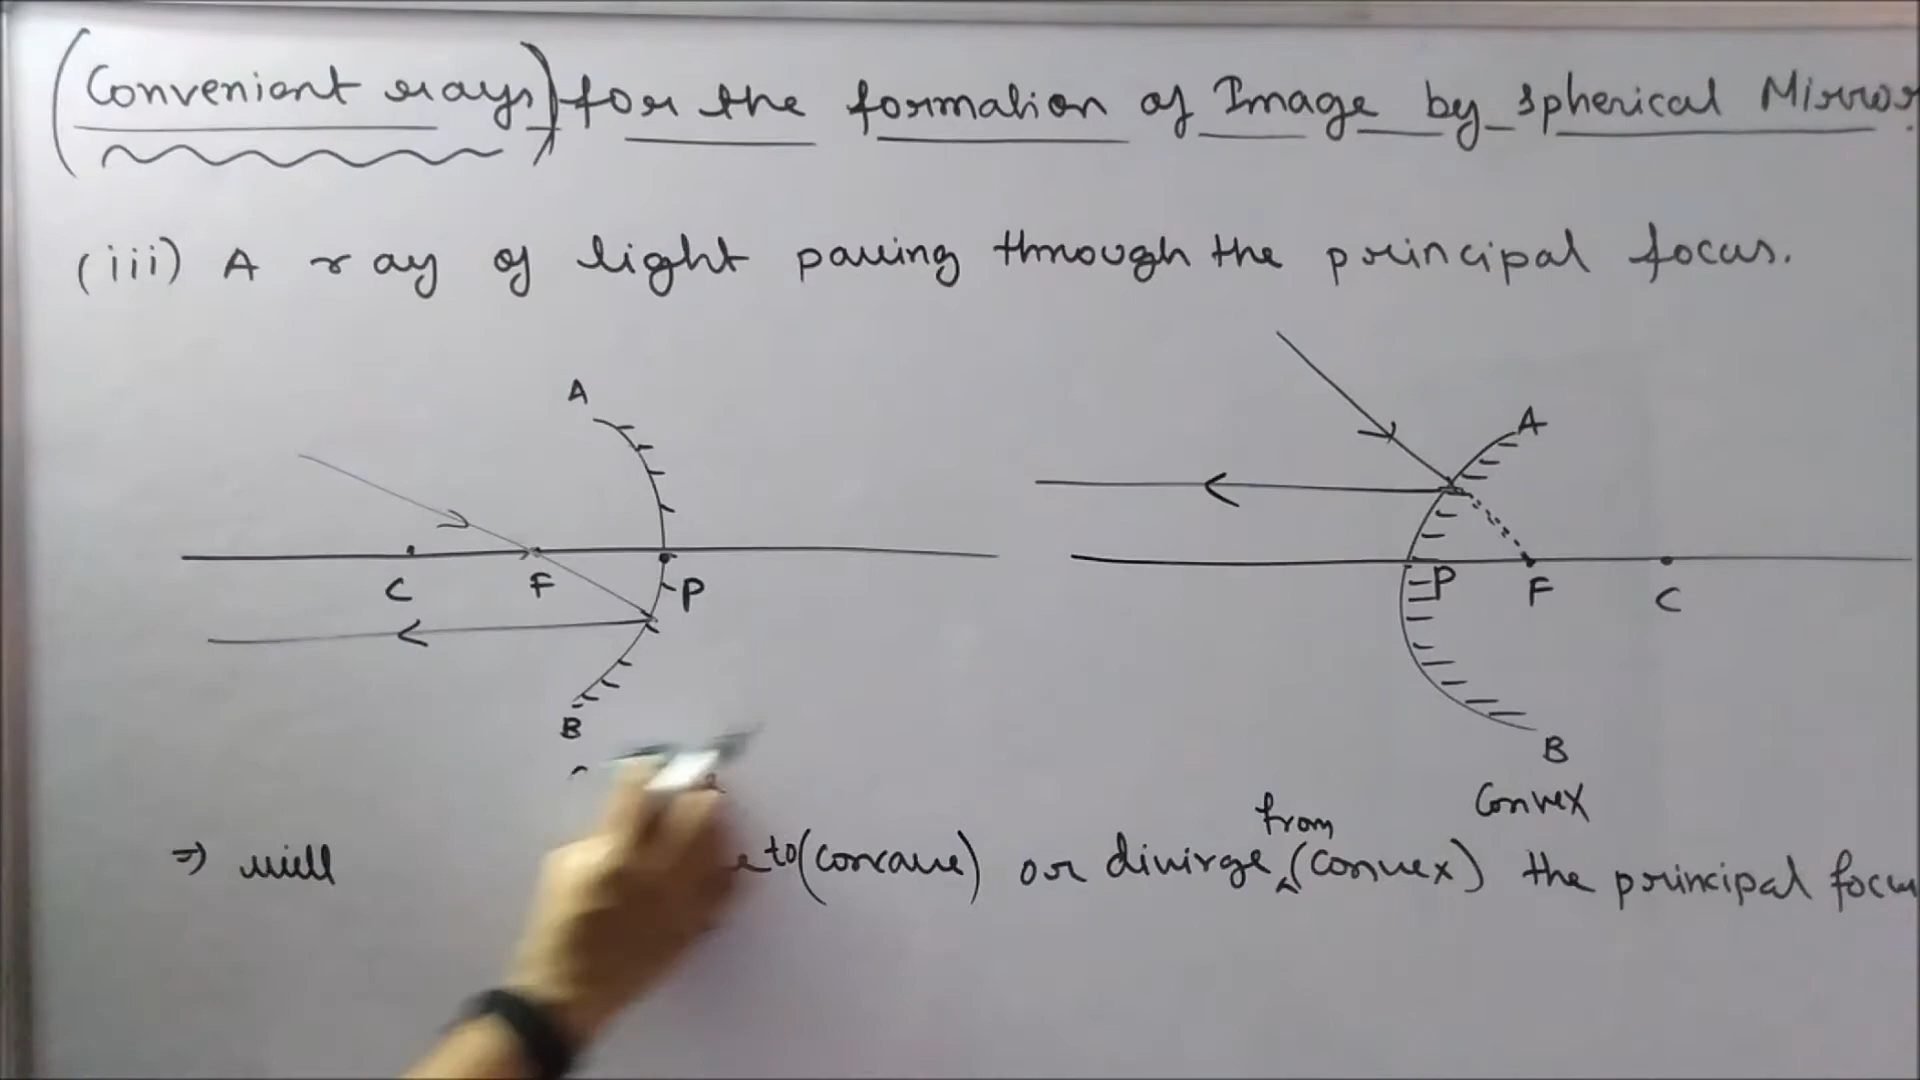 (Convenient rays) for the formation of Image by Spherical Mirror
(iii) A ray of light passing through the principal focus.
A
A
C F P
P F C
B
B
Convex
from
=> will to (concave) or divirge (convex) the principal focus